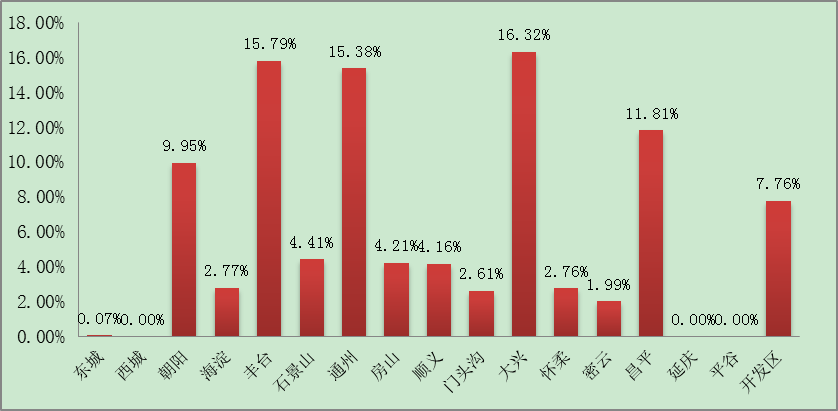 18.00%
16.00%
14.00%
12.00%
10.00%
8.00%
6.00%
4.00%
2.00%
0.00%
0.07%
0.00%
9.95%
2.77%
15.79%
4.41%
15.38%
4.21%
4.16%
2.61%
16.32%
2.76%
1.99%
11.81%
0.00%
0.00%
7.76%
东城
西城
朝阳
海淀
丰台
石景山
通州
房山
顺义
门头沟
大兴
怀柔
密云
昌平
延庆
平谷
开发区